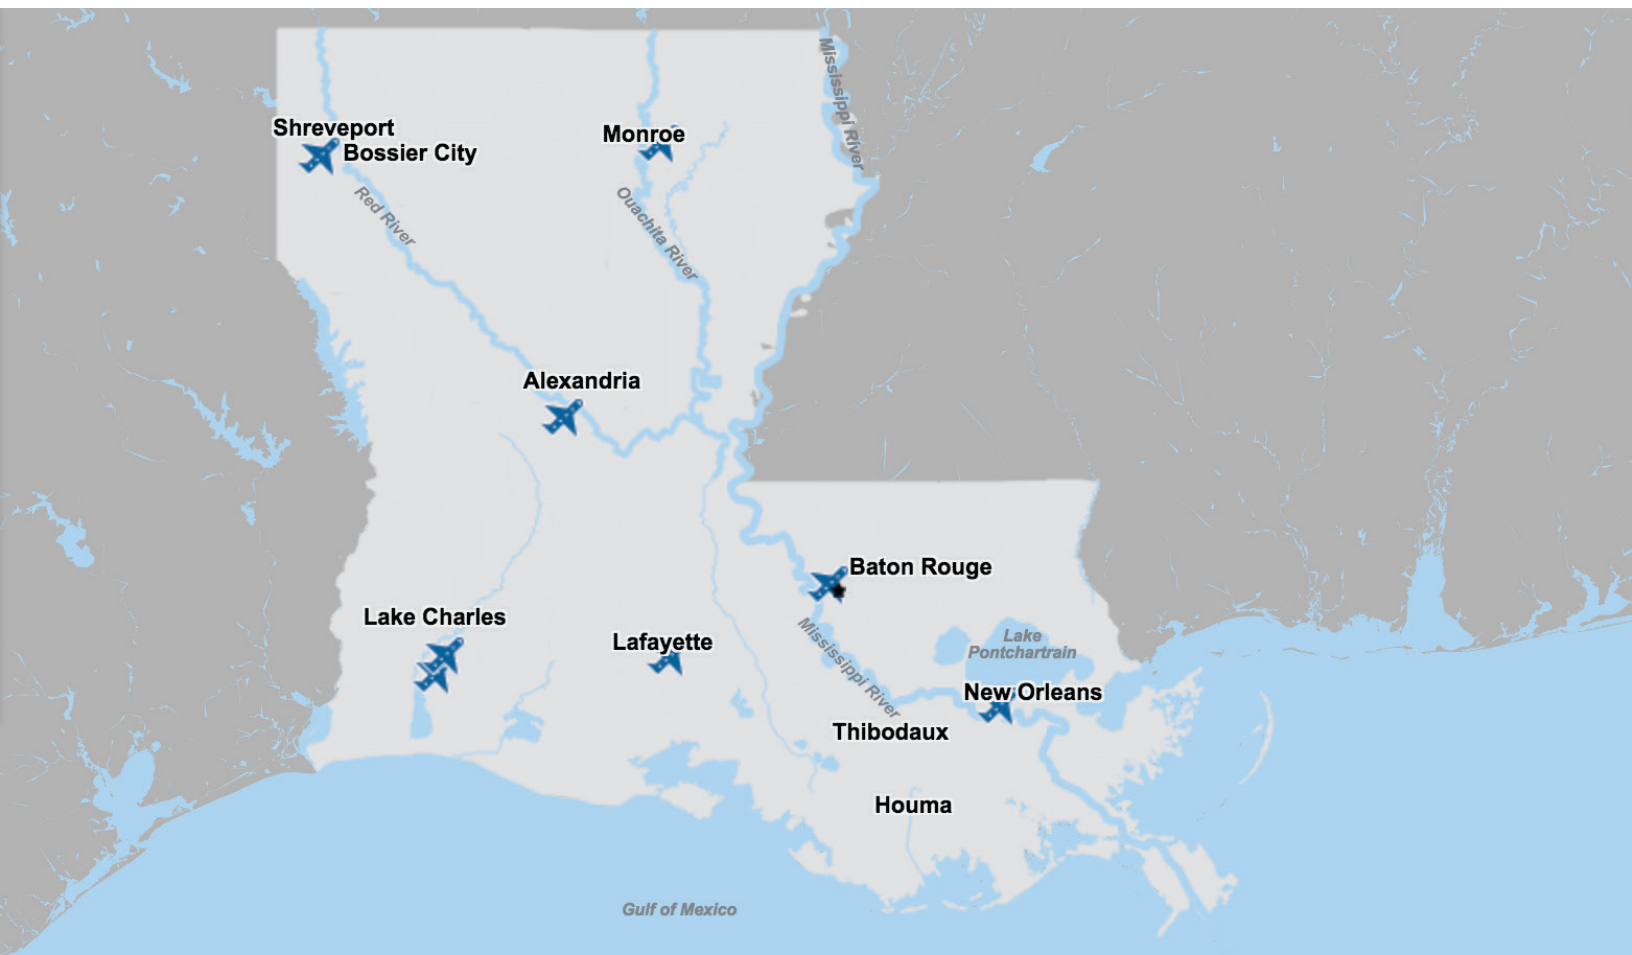 Mississippi River
Shreveport
Bossier City
Monroe
Red River
Ouachita River
Alexandria
Baton Rouge
Lake Charles
Lafayette
Mississippi River
Lake
Pontchartrain
New Orleans
Thibodaux
Houma
Gulf of Mexico